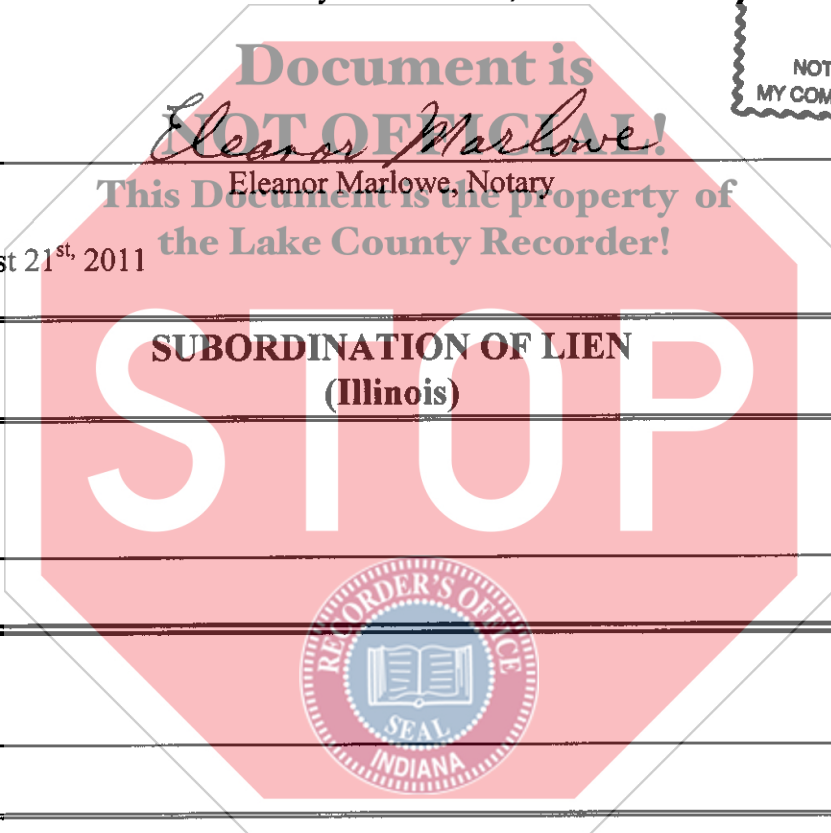 Document is
NOT
MY COM
NOT OFFICIAL!
Eleanor Marlowe
Eleanor Marlowe, Notary
This Document is the property of
the Lake County Recorder!
st 21st, 2011
SUBORDINATION OF LIEN
(Illinois)
STOP
RECORDER'S OFFICE
SEAL
INDIANA